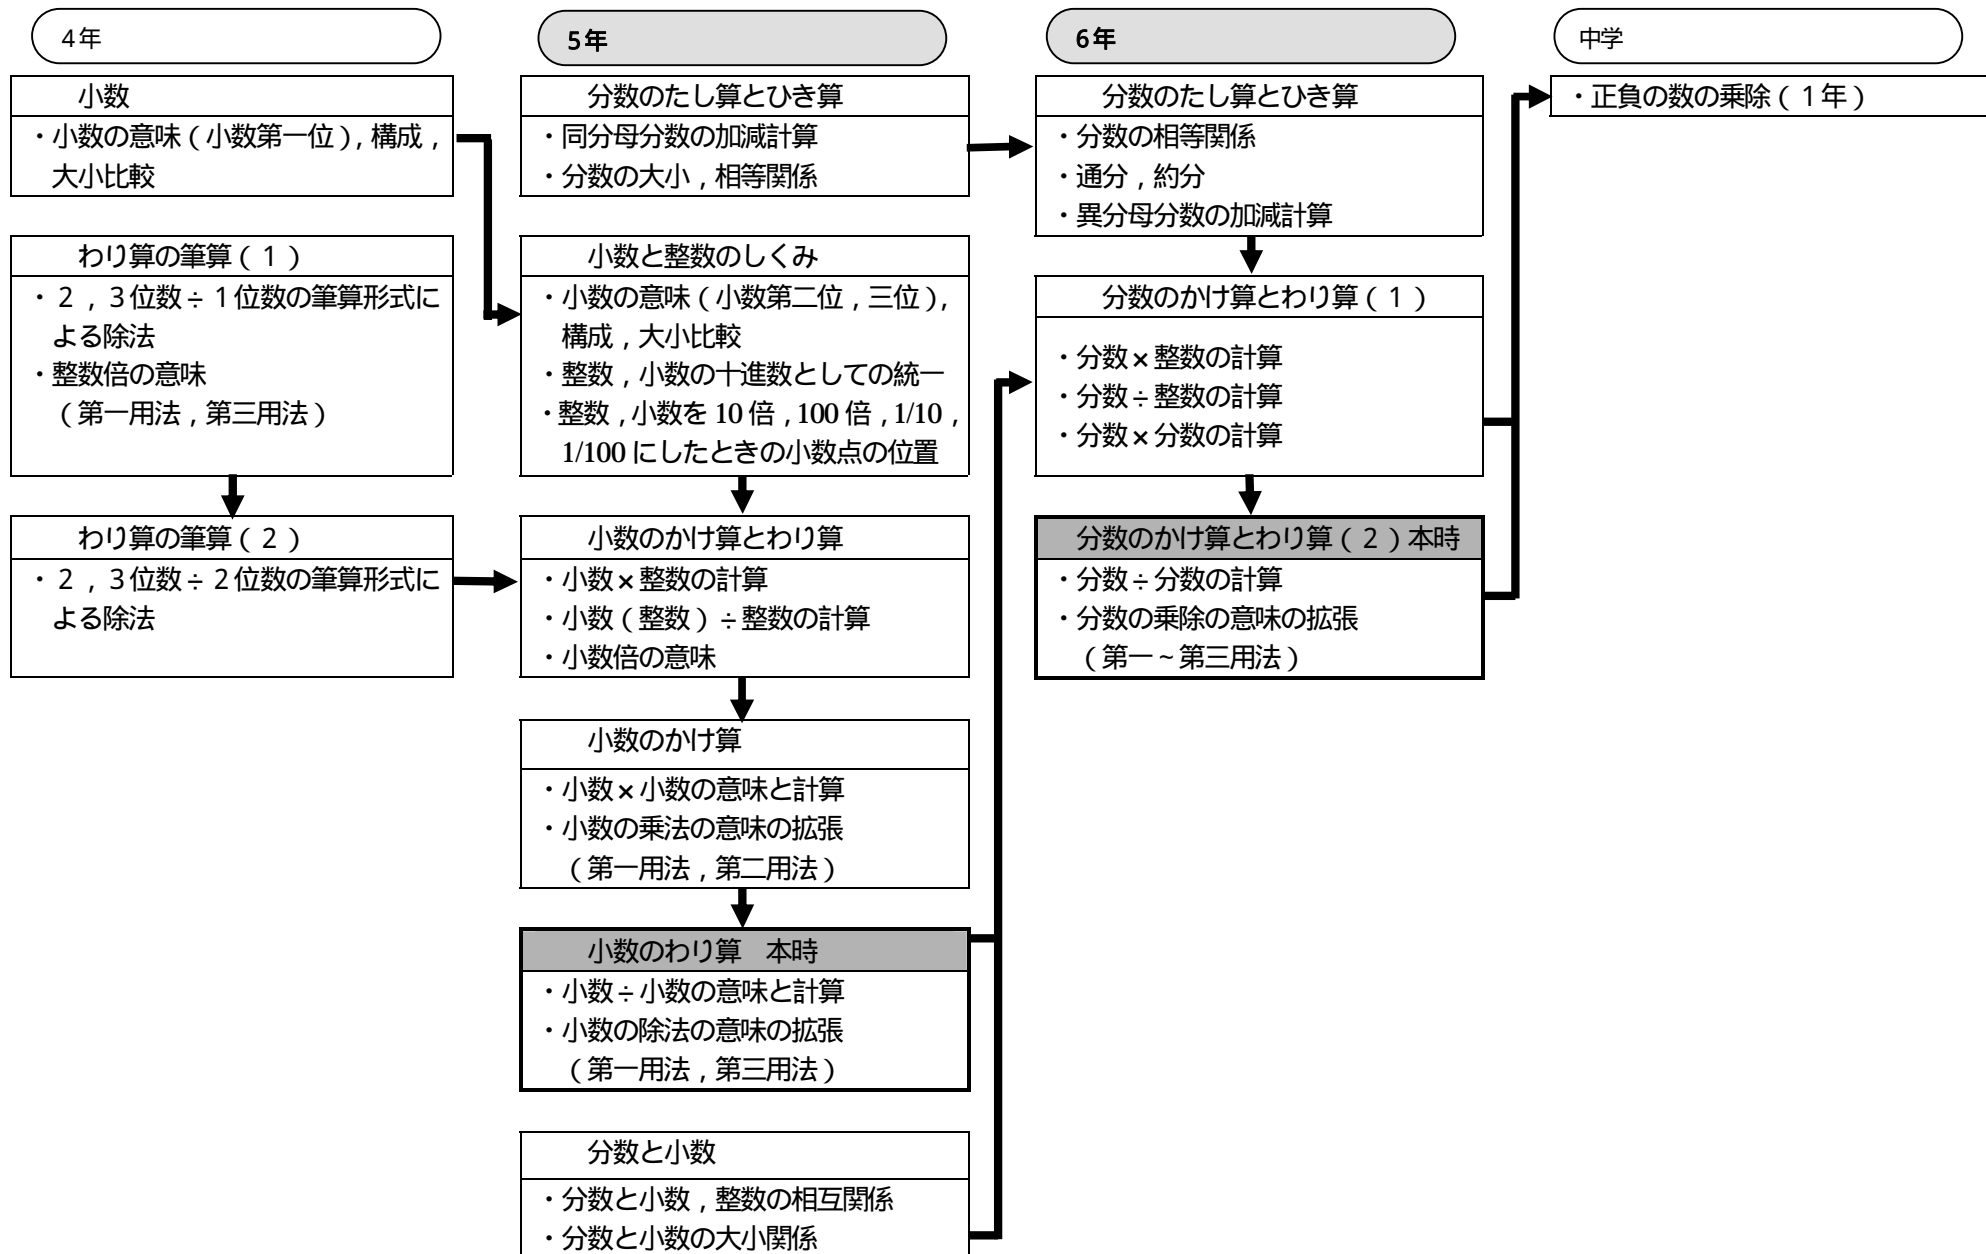 4年
小数
・小数の意味(小数第一位),構成,
大小比較
わり算の筆算(1)
・2,3位数÷1位数の筆算形式に
よる除法
・整数倍の意味
(第一用法,第三用法)
わり算の筆算(2)
・2,3位数÷2位数の筆算形式に
よる除法
5年
分数のたし算とひき算
・同分母分数の加減計算
・分数の大小,相等関係
小数と整数のしくみ
・小数の意味(小数第二位,三位),
構成,大小比較
・整数,小数の十進数としての統一
・整数,小数を10倍,100倍,1/10,
1/100にしたときの小数点の位置
小数のかけ算とわり算
・小数×整数の計算
・小数(整数)÷整数の計算
・小数倍の意味
小数のかけ算
・小数×小数の意味と計算
・小数の乗法の意味の拡張
(第一用法,第二用法)
小数のわり算 本時
・小数÷小数の意味と計算
・小数の除法の意味の拡張
(第一用法,第三用法)
分数と小数
・分数と小数,整数の相互関係
・分数と小数の大小関係
6年
分数のたし算とひき算
・分数の相等関係
・通分,約分
・異分母分数の加減計算
分数のかけ算とわり算(1)
・分数×整数の計算
・分数÷整数の計算
・分数×分数の計算
分数のかけ算とわり算(2)本時
・分数÷分数の計算
・分数の乗除の意味の拡張
(第一~第三用法)
中学
・正負の数の乗除(1年)